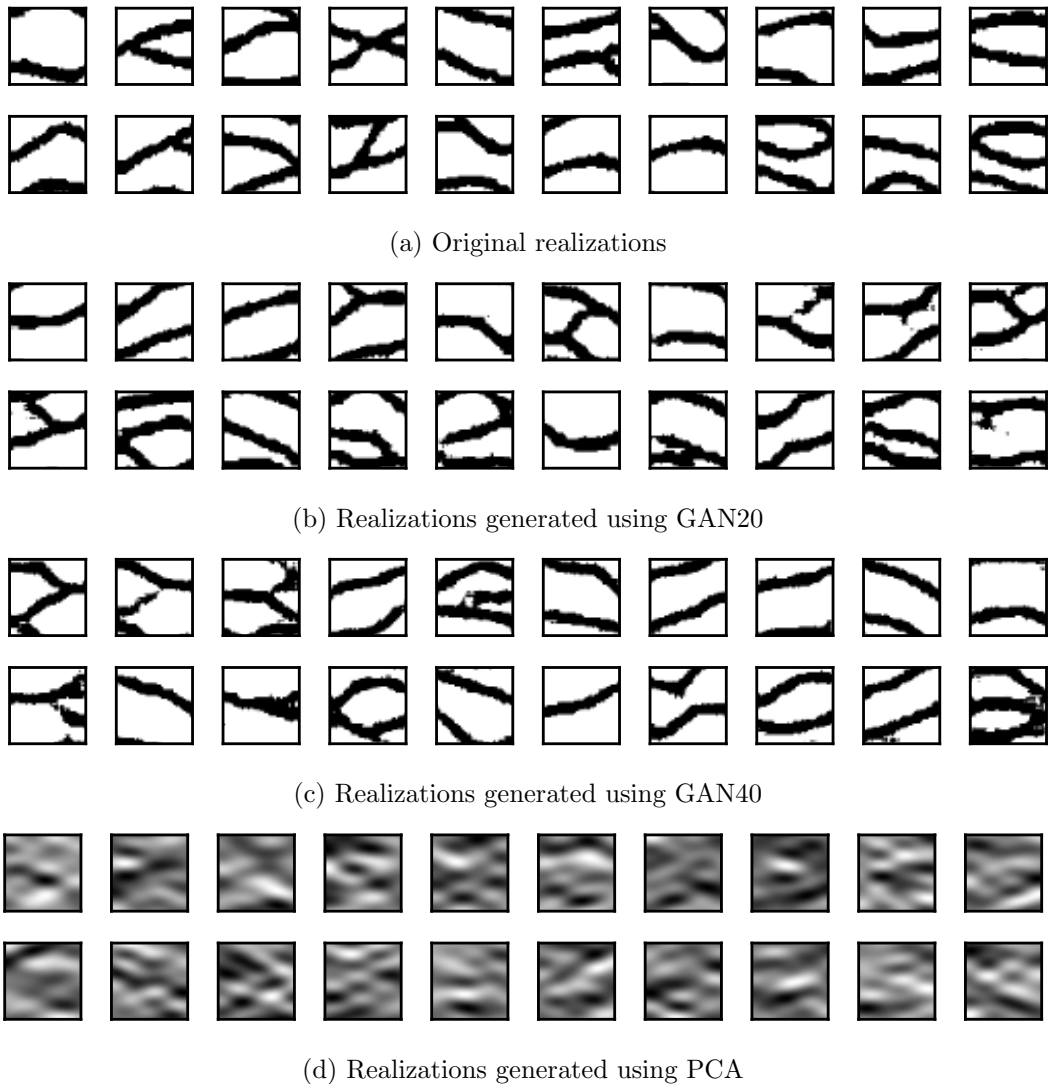 (a) Original realizations
(b) Realizations generated using GAN20
(c) Realizations generated using GAN40
(d) Realizations generated using PCA